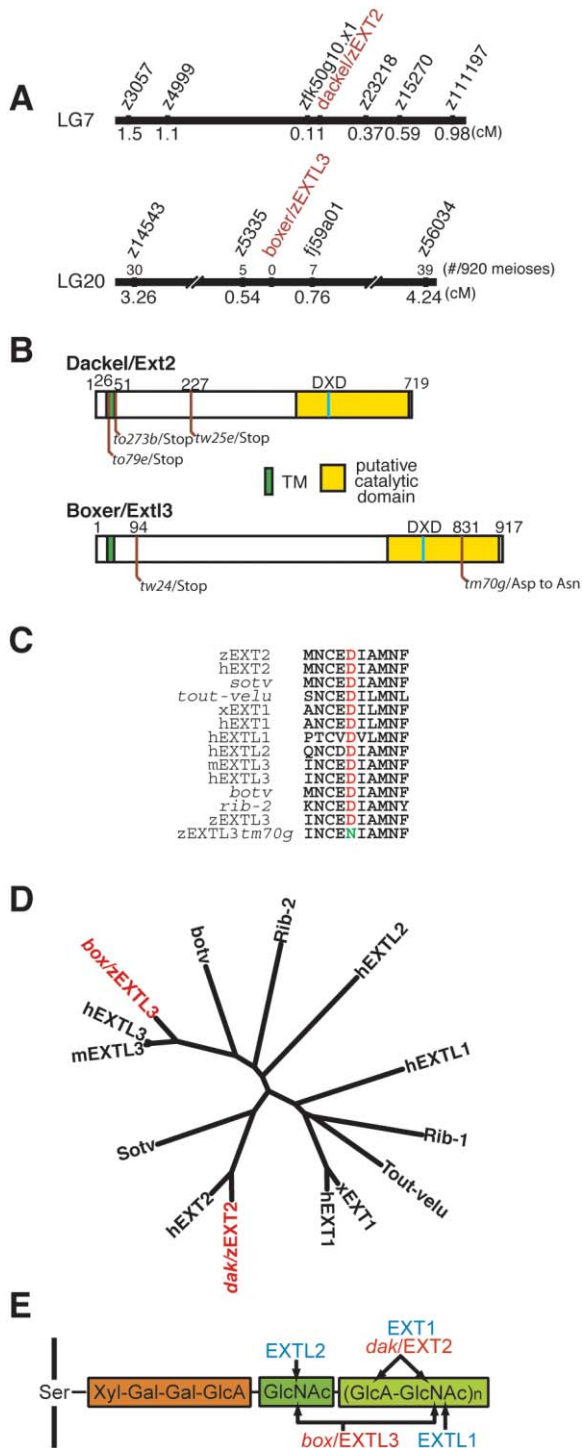 A
z3057
z4999
zfk50g10.x1
dackel/zEXT2
z23218
z15270
z111197
LG7
1.5 1.1 0.11 0.37 0.59 0.98 (cM)
z14543
z5335
boxer/zEXTL3
fj59a01
z56034
30 5 0 7 39 (#/920 meioses)
LG20
3.26 0.54 0.76 4.24 (cM)
B
Dackel/Ext2
1 26 51 227 DXD 719
to273b/Stop tw25e/Stop
to79e/Stop
TM
putative
catalytic
domain
Boxer/Extl3
1 94 DXD 831 917
tw24/Stop tm70g/Asp to Asn
C
zEXT2 MNCEDIAMNF
hEXT2 MNCEDIAMNF
sotv MNCEDIAMNF
tout-velu SNCEDILMNL
xEXT1 ANCEDILMNF
hEXT1 ANCEDILMNF
hEXTL1 PTCVDVLMNF
hEXTL2 QNCDDIAMNF
mEXTL3 INCEDIAMNF
hEXTL3 INCEDIAMNF
botv MNCEDIAMNF
rib-2 KNCEDIAMNY
zEXTL3 INCEDIAMNF
zEXTL3tm70g INCENIAMNF
D
box/zEXTL3
botv
Rib-2
hEXTL2
hEXTL3
mEXTL3
hEXTL1
Rib-1
Sotv
Tout-velu
hEXT2
dak/zEXT2
hEXT1
xEXT1
E
EXT1
dak/EXT2
EXTL2
Ser Xyl-Gal-Gal-GlcA GlcNAc (GlcA-GlcNAc)n
box/EXTL3 EXTL1